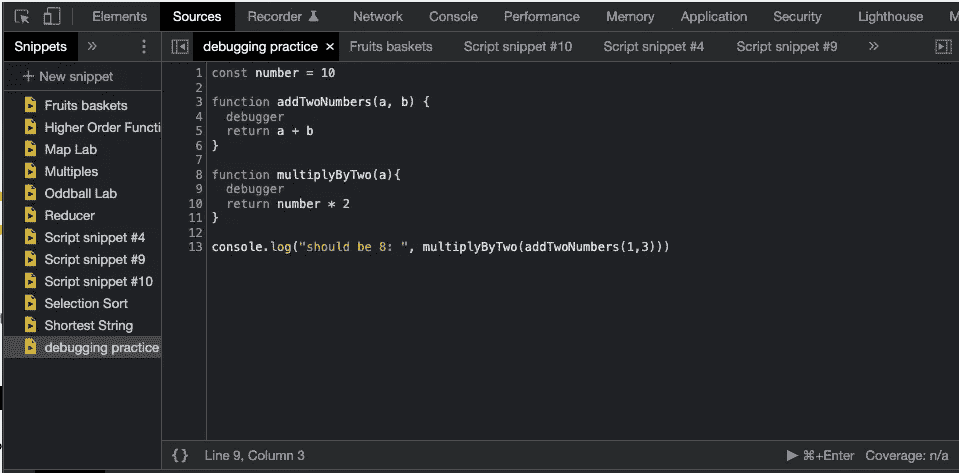 Elements Sources Recorder Network Console Performance Memory Application Security Lighthouse M
Snippets » debugging practice × Fruits baskets Script snippet #10 Script snippet #4 Script snippet #9 »
+ New snippet
Fruits baskets
Higher Order Functi
Map Lab
Multiples
Oddball Lab
Reducer
Script snippet #4
Script snippet #9
Script snippet #10
Selection Sort
Shortest String
debugging practice
1 const number = 10
2
3 function addTwoNumbers(a, b) {
4 debugger
5 return a + b
6 }
7
8 function multiplyByTwo(a){
9 debugger
10 return number * 2
11 }
12
13 console.log("should be 8: ", multiplyByTwo(addTwoNumbers(1,3)))
{} Line 9, Column 3 ⌘+Enter Coverage: n/a